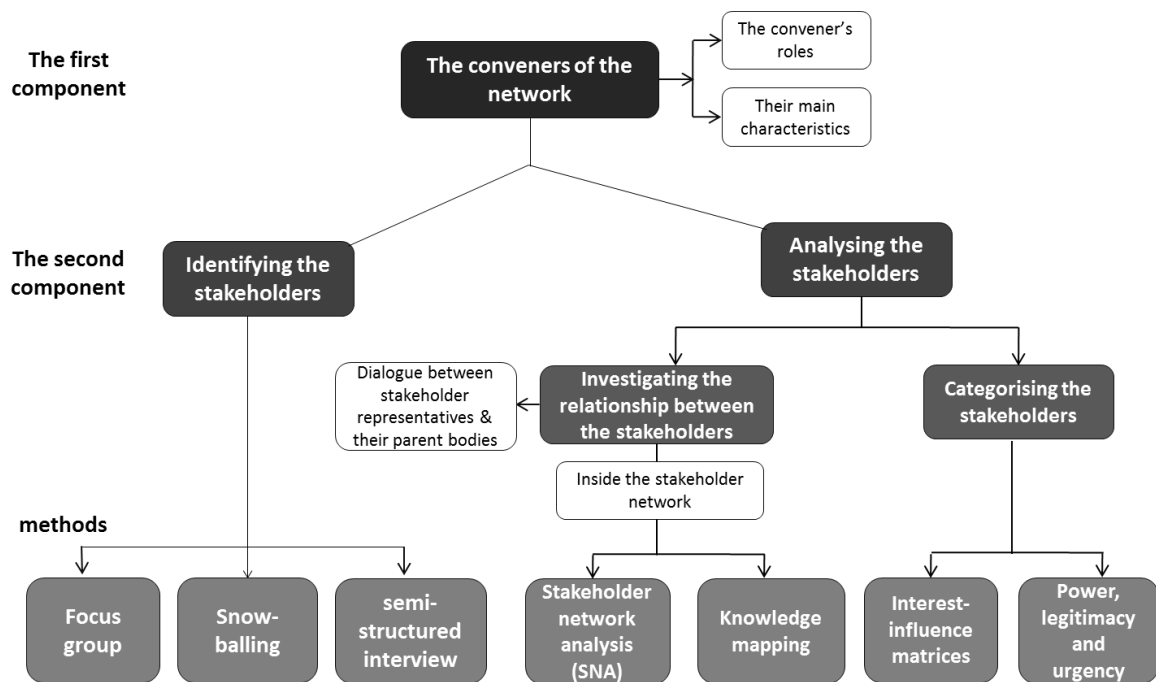 The first
component
The conveners of the
network
The convener’s
roles
Their main
characteristics
The second
component
Identifying the
stakeholders
Analysing the
stakeholders
Dialogue between
stakeholder
representatives &
their parent bodies
Investigating the
relationship between
the stakeholders
Categorising the
stakeholders
Inside the stakeholder
network
methods
Focus
group
Snow-
balling
semi-
structured
interview
Stakeholder
network
analysis
(SNA)
Knowledge
mapping
Interest-
influence
matrices
Power,
legitimacy
and
urgency